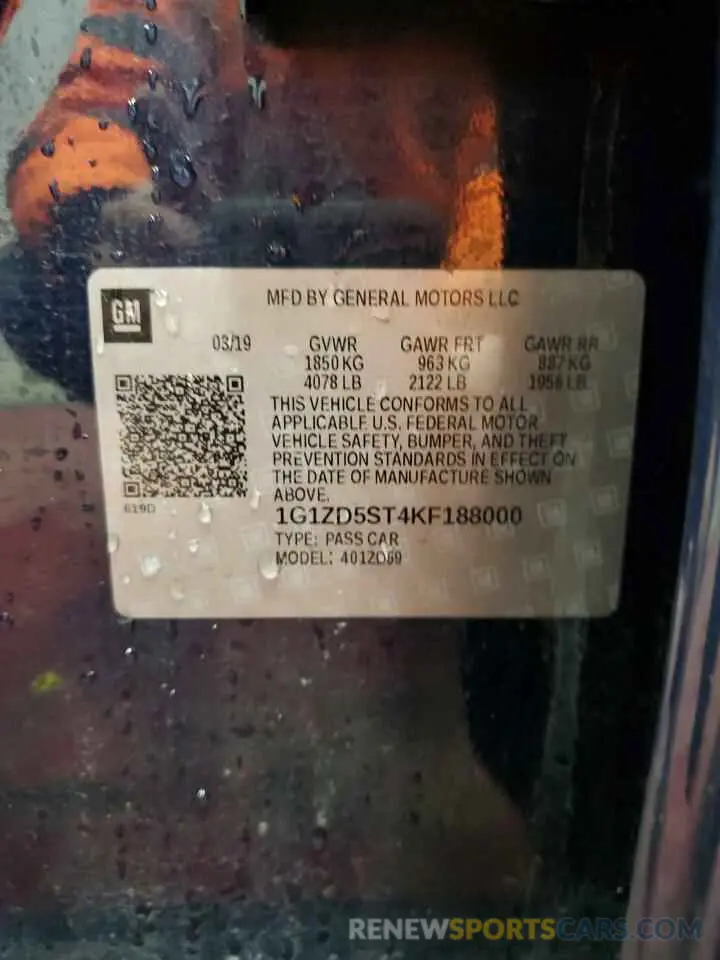 GM
MFD BY GENERAL MOTORS LLC
03/19 GVWR GAWR FRT GAWR RR
1850 KG 963 KG 887 KG
4078 LB 2122 LB 1956 LB
THIS VEHICLE CONFORMS TO ALL
APPLICABLE U.S. FEDERAL MOTOR
VEHICLE SAFETY, BUMPER, AND THEFT
PREVENTION STANDARDS IN EFFECT ON
THE DATE OF MANUFACTURE SHOWN
ABOVE.
619D
1G1ZD5ST4KF188000
TYPE: PASS CAR
MODEL: 4012D69
RENEWSPORTSCARS.COM